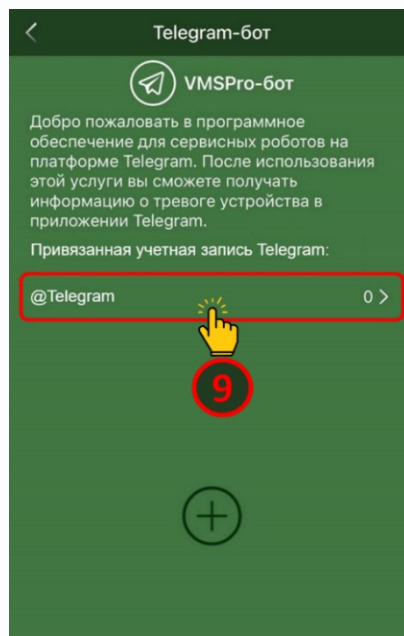 Telegram-бот
VMSPro-бот
Добро пожаловать в программное
обеспечение для сервисных роботов на
платформе Telegram. После использования
этой услуги вы сможете получать
информацию о тревоге устройства в
приложении Telegram.
Привязанная учетная запись Telegram:
@Telegram 0 >
9